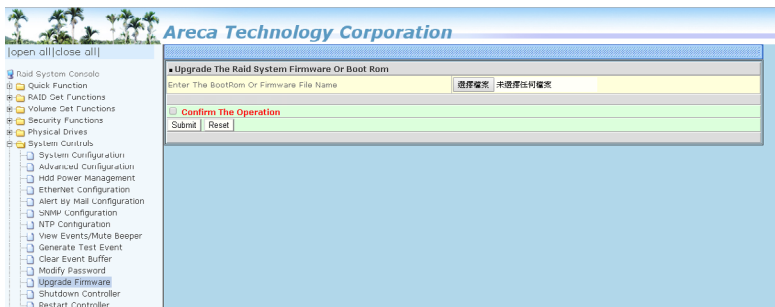 Areca Technology Corporation
|open all|close all|
Raid System Console
Quick Function
RAID Set Functions
Volume Set Functions
Security Functions
Physical Drives
System Controls
System Configuration
Advanced Configuration
Hdd Power Management
EtherNet Configuration
Alert By Mail Configuration
SNMP Configuration
NTP Configuration
View Events/Mute Beeper
Generate Test Event
Clear Event Buffer
Modify Password
Upgrade Firmware
Shutdown Controller
Restart Controller
Upgrade The Raid System Firmware Or Boot Rom
Enter The BootRom Or Firmware File Name 選擇檔案 未選擇任何檔案
Confirm The Operation
Submit Reset